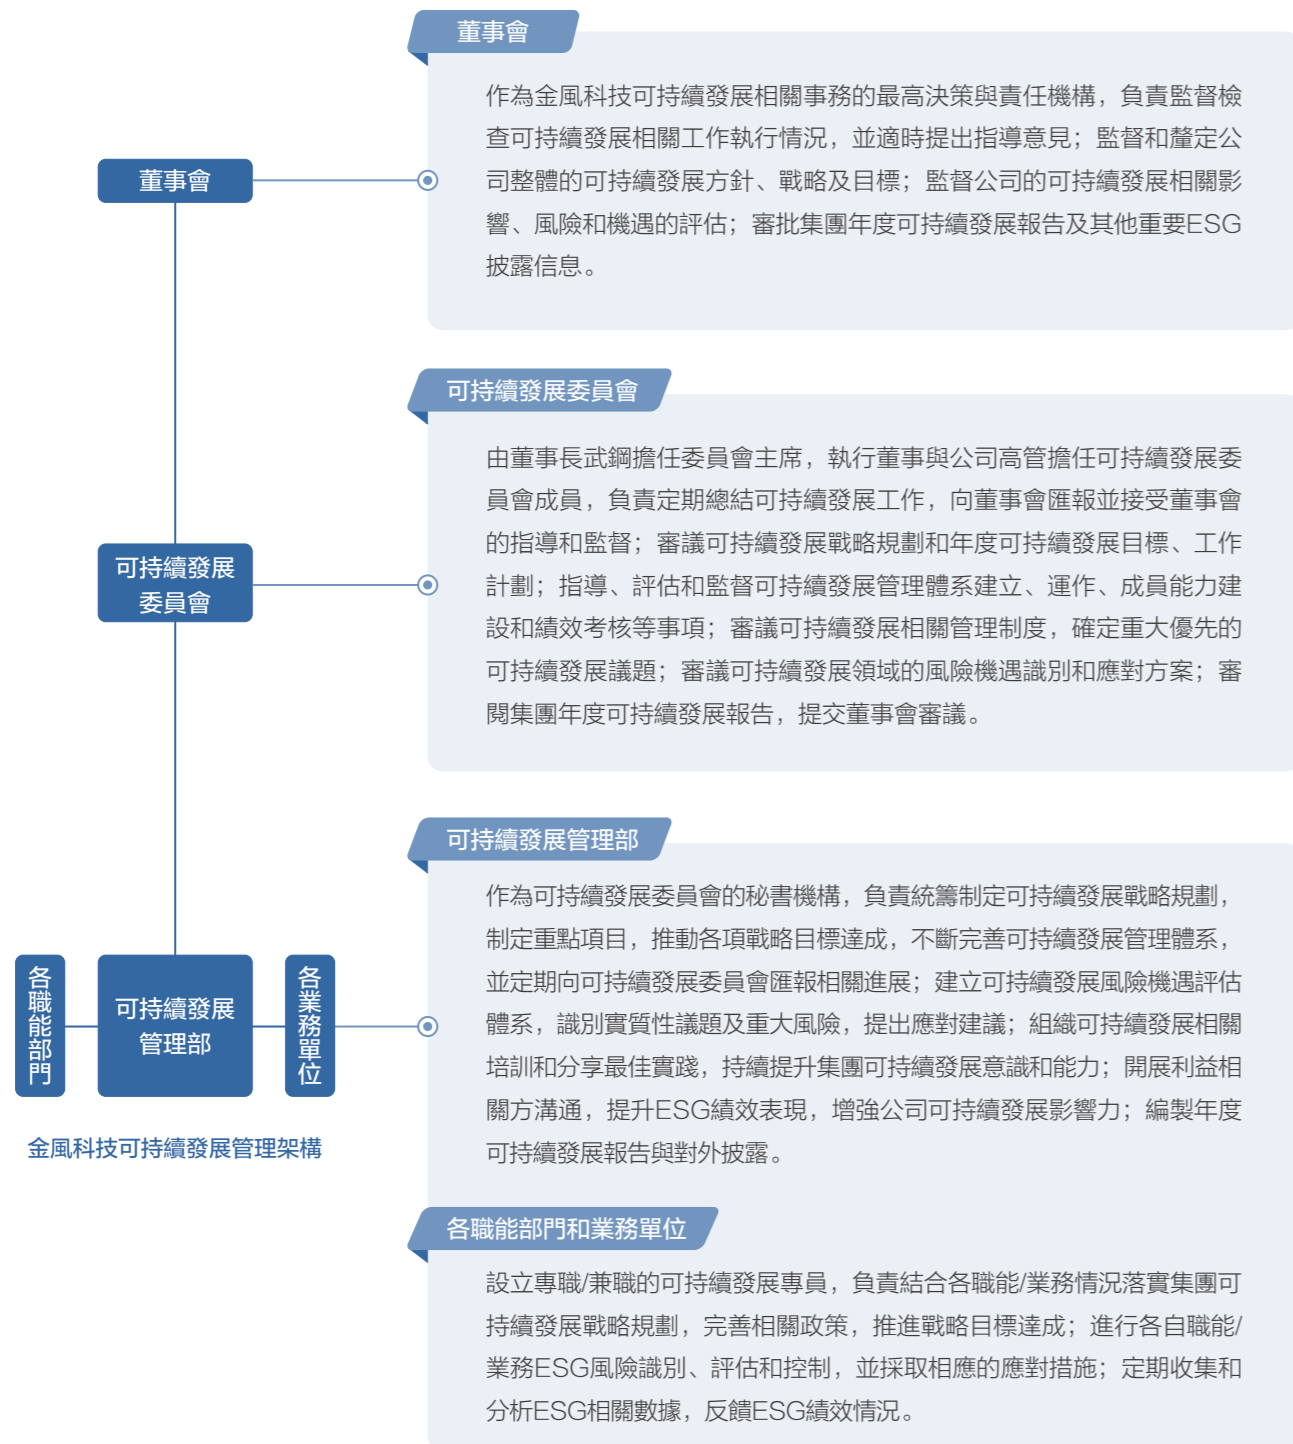 董事會
作為金風科技可持續發展相關事務的最高決策與責任機構，負責監督檢
查可持續發展相關工作執行情況，並適時提出指導意見；監督和釐定公
司整體的可持續發展方針、戰略及目標；監督公司的可持續發展相關影
響、風險和機遇的評估；審批集團年度可持續發展報告及其他重要ESG
披露信息。
董事會
可持續發展委員會
由董事長武鋼擔任委員會主席，執行董事與公司高管擔任可持續發展委
員會成員，負責定期總結可持續發展工作，向董事會匯報並接受董事會
的指導和監督；審議可持續發展戰略規劃和年度可持續發展目標、工作
計劃；指導、評估和監督可持續發展管理體系建立、運作、成員能力建
設和績效考核等事項；審議可持續發展相關管理制度，確定重大優先的
可持續發展議題；審議可持續發展領域的風險機遇識別和應對方案；審
閱集團年度可持續發展報告，提交董事會審議。
可持續發展
委員會
可持續發展管理部
作為可持續發展委員會的秘書機構，負責統籌制定可持續發展戰略規劃，
制定重點項目，推動各項戰略目標達成，不斷完善可持續發展管理體系，
並定期向可持續發展委員會匯報相關進展；建立可持續發展風險機遇評估
體系，識別實質性議題及重大風險，提出應對建議；組織可持續發展相關
培訓和分享最佳實踐，持續提升集團可持續發展意識和能力；開展利益相
關方溝通，提升ESG績效表現，增強公司可持續發展影響力；編製年度
可持續發展報告與對外披露。
各職能部門
可持續發展
管理部
各業務單位
金風科技可持續發展管理架構
各職能部門和業務單位
設立專職/兼職的可持續發展專員，負責結合各職能/業務情況落實集團可
持續發展戰略規劃，完善相關政策，推進戰略目標達成；進行各自職能/
業務ESG風險識別、評估和控制，並採取相應的應對措施；定期收集和
分析ESG相關數據，反饋ESG績效情況。